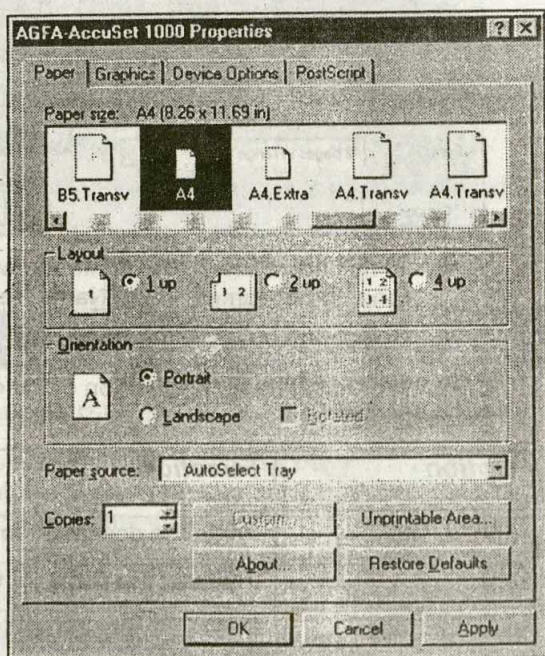 AGFA-AccuSet 1000 Properties
Paper Graphics Device Options PostScript
Paper size: A4 (8.26 x 11.69 in)
B5.Transv A4 A4.Extra A4.Transv A4.Transv
Layout
1 1 up 1 2 2 up 1 2 3 4 4 up
Orientation
A Portrait
Landscape Rotated
Paper source: AutoSelect Tray
Copies: 1 Custom... Unprintable Area...
About... Restore Defaults
OK Cancel Apply